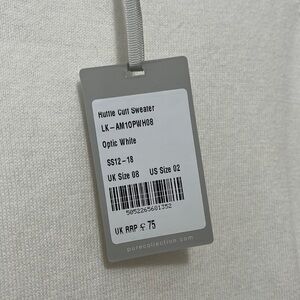 Ruffle Cuff Sweater
LK-AM10PWH08
Optic White
SS12-18
UK Size 08 US Size 02
5052265601352
UK RRP £ 75
purecollection.com